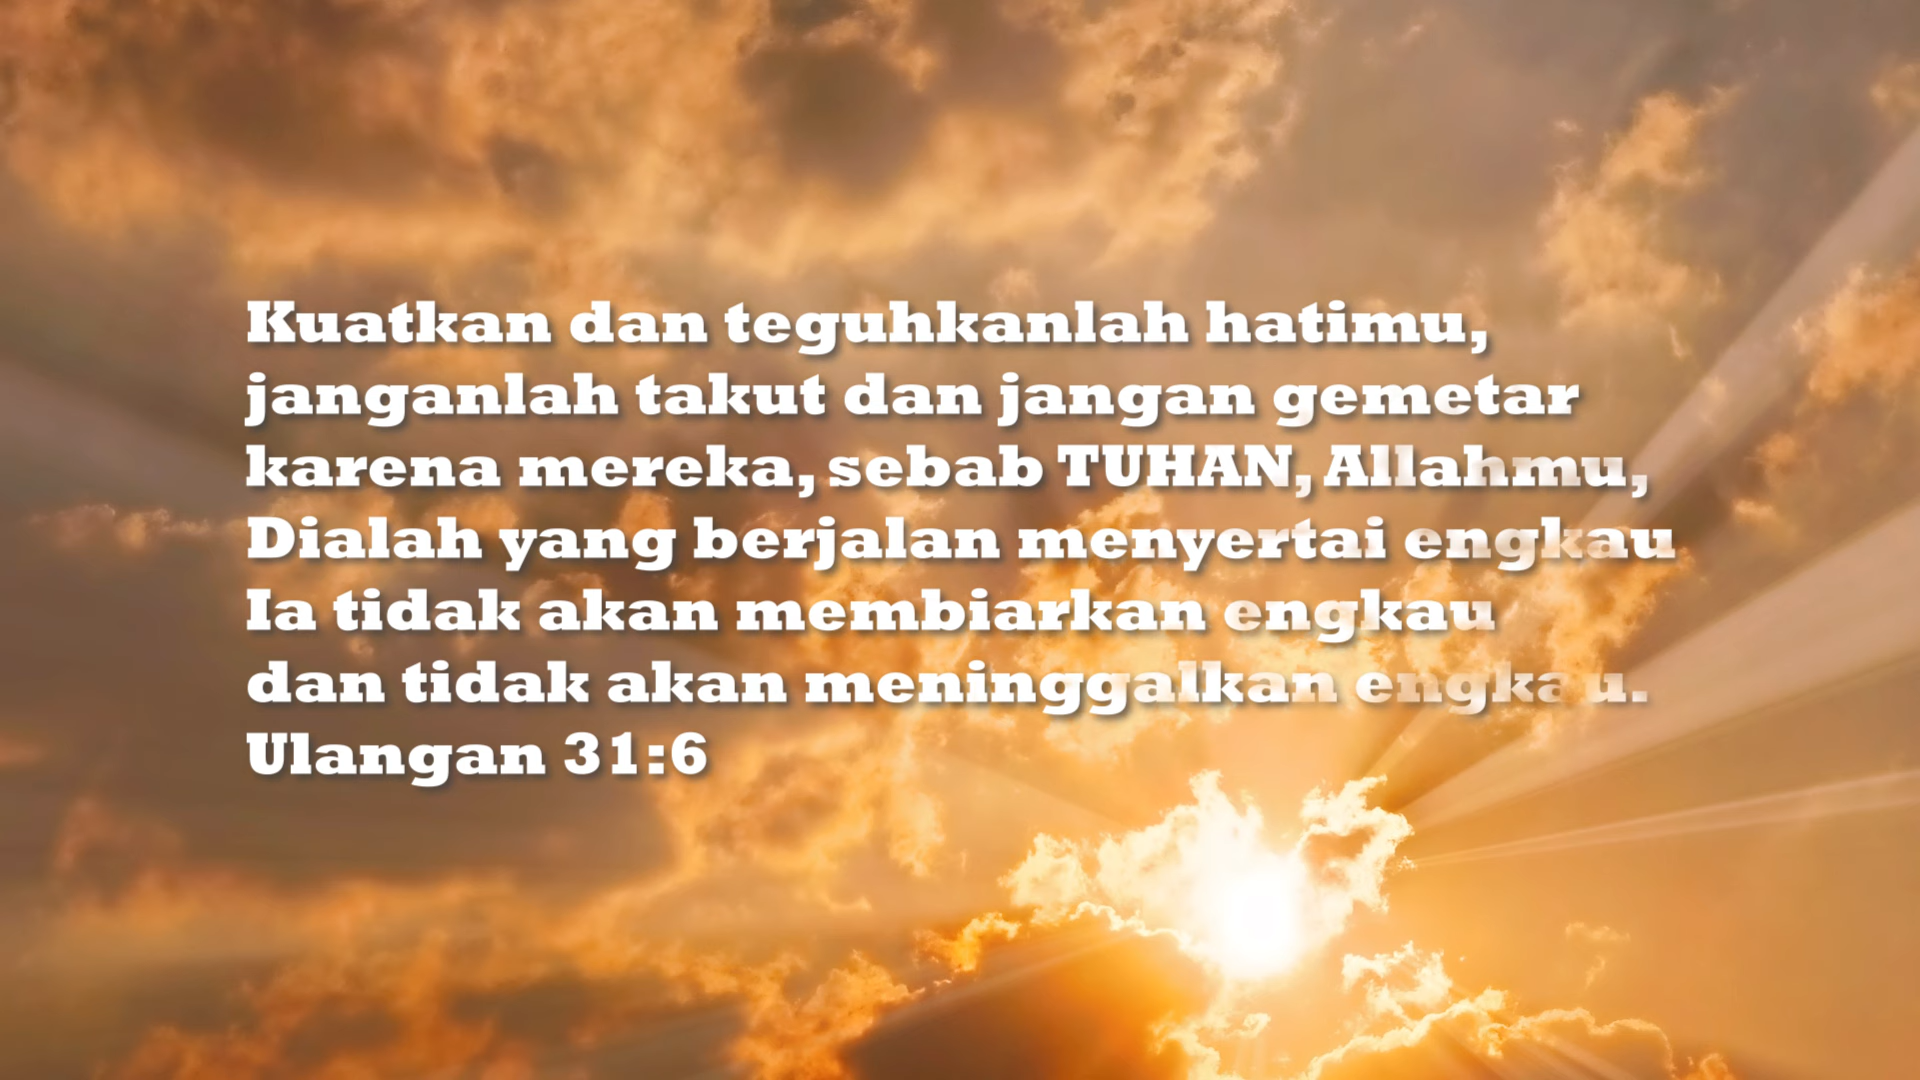 Kuatkan dan teguhkanlah hatimu,
janganlah takut dan jangan gemetar
karena mereka, sebab TUHAN, Allahmu,
Dialah yang berjalan menyertai engkau
Ia tidak akan membiarkan engkau
dan tidak akan meninggalkan engkau.
Ulangan 31:6